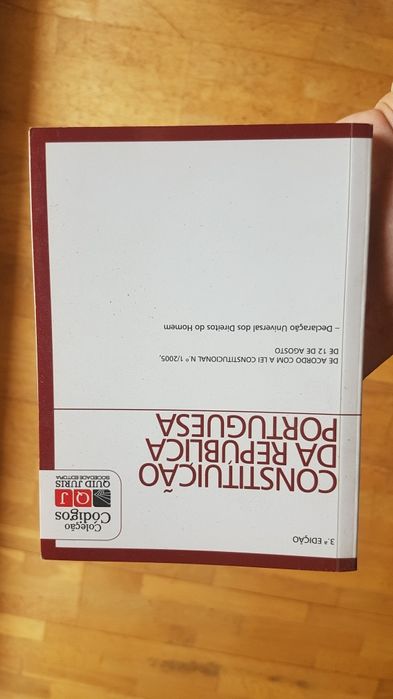 3.ª EDIÇÃO
Coleção
Códigos
QJ
QUID JURIS
SOCIEDADE EDITORA
CONSTITUIÇÃO
DA REPÚBLICA
PORTUGUESA
DE ACORDO COM A LEI CONSTITUCIONAL N.º 1/2005,
DE 12 DE AGOSTO
– Declaração Universal dos Direitos do Homem